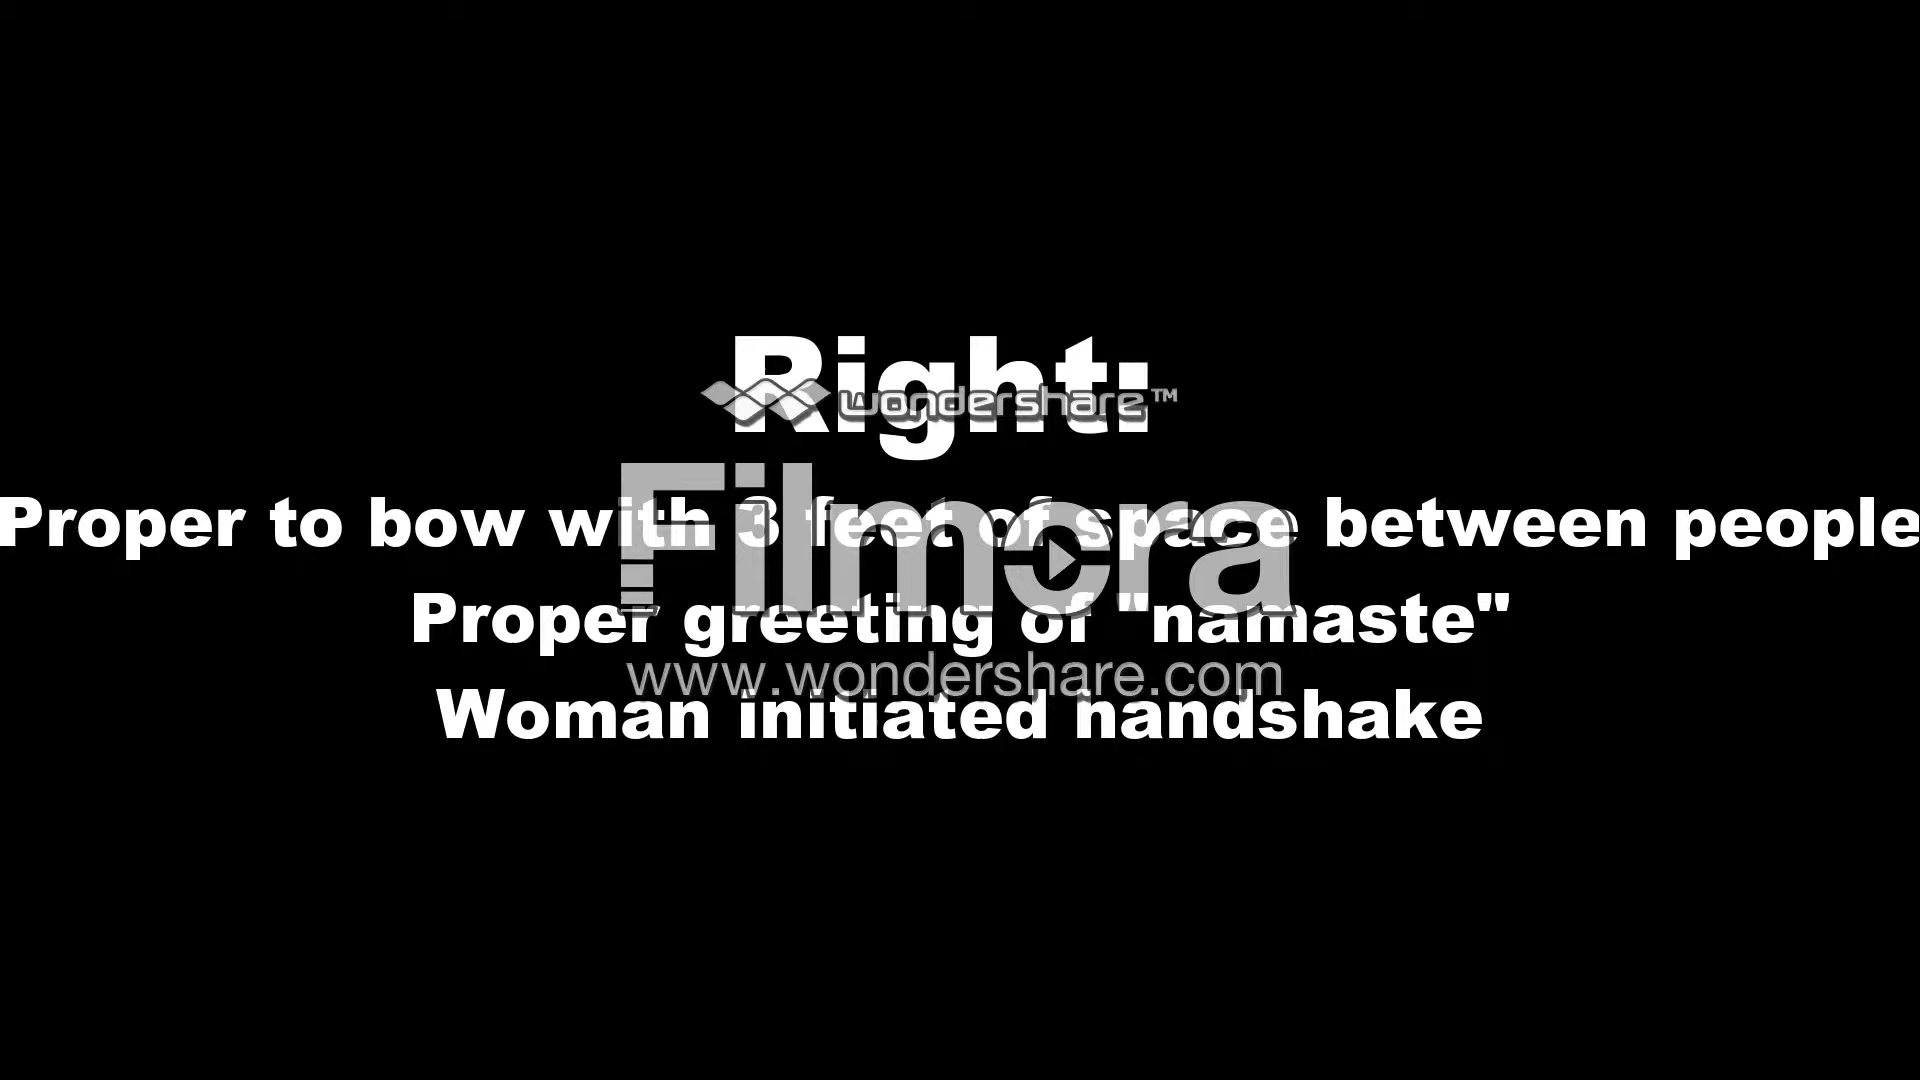 Right:
wondershare™
Filmora
Proper to bow with 3 feet of space between people
Proper greeting of "namaste"
www.wondershare.com
Woman initiated handshake